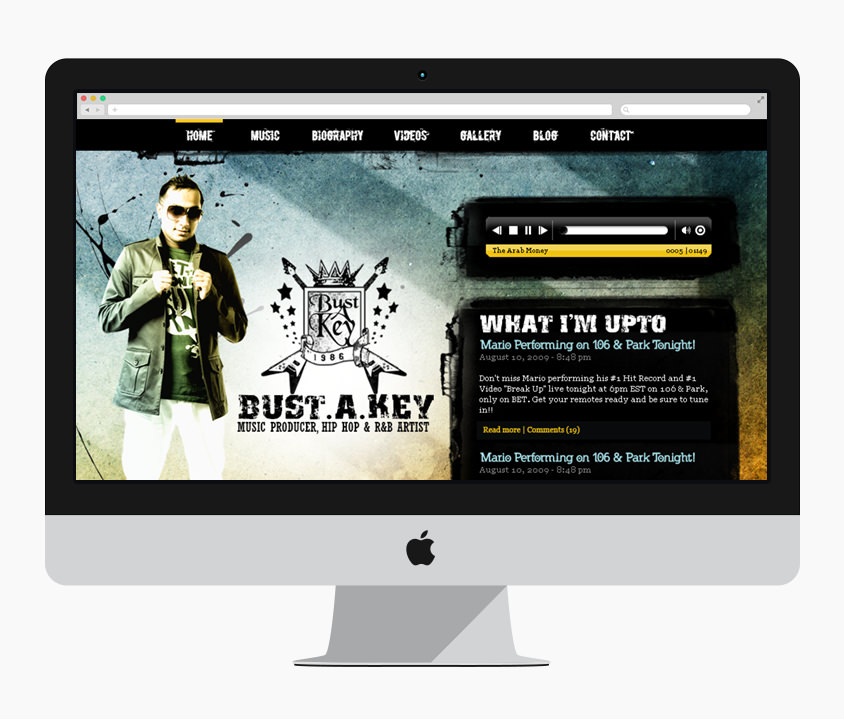 HOME MUSIC BIOGRAPHY VIDEOS GALLERY BLOG CONTACT
The Arab Money 0005 | 01149
Bust
A
Key
1986
BUST.A.KEY
MUSIC PRODUCER, HIP HOP & R&B ARTIST
WHAT I'M UPTO
Mario Performing on 106 & Park Tonight!
August 10, 2009 - 8:48 pm
Don't miss Mario performing his #1 Hit Record and #1
Video "Break Up" live tonight at 6pm EST on 106 & Park,
only on BET. Get your remotes ready and be sure to tune
in!!
Read more | Comments (19)
Mario Performing on 106 & Park Tonight!
August 10, 2009 - 8:48 pm